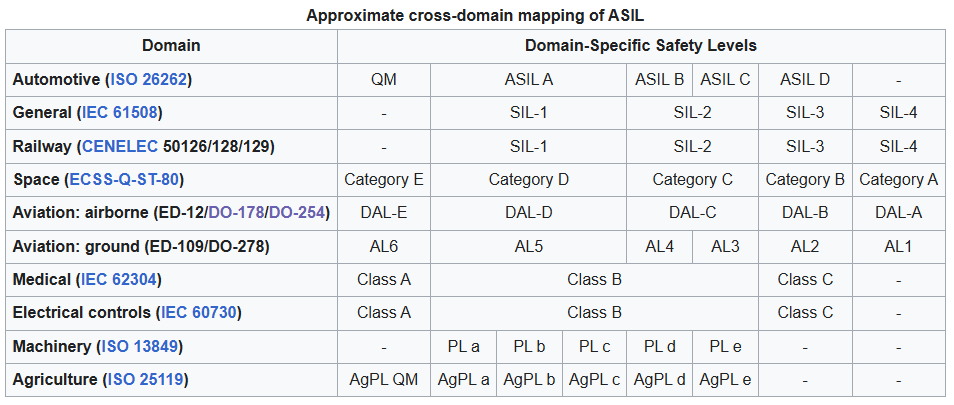 Approximate cross-domain mapping of ASIL
Domain Domain-Specific Safety Levels
Automotive (ISO 26262) QM ASIL A ASIL B ASIL C ASIL D -
General (IEC 61508) - SIL-1 SIL-2 SIL-3 SIL-4
Railway (CENELEC 50126/128/129) - SIL-1 SIL-2 SIL-3 SIL-4
Space (ECSS-Q-ST-80) Category E Category D Category C Category B Category A
Aviation: airborne (ED-12/DO-178/DO-254) DAL-E DAL-D DAL-C DAL-B DAL-A
Aviation: ground (ED-109/DO-278) AL6 AL5 AL4 AL3 AL2 AL1
Medical (IEC 62304) Class A Class B Class C -
Electrical controls (IEC 60730) Class A Class B Class C -
Machinery (ISO 13849) - PL a PL b PL c PL d PL e - -
Agriculture (ISO 25119) AgPL QM AgPL a AgPL b AgPL c AgPL d AgPL e - -